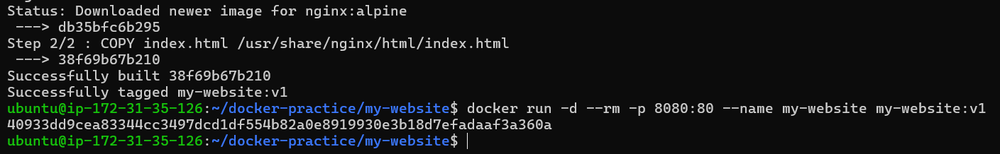 Status: Downloaded newer image for nginx:alpine
 ---> db35bfc6b295
Step 2/2 : COPY index.html /usr/share/nginx/html/index.html
 ---> 38f69b67b210
Successfully built 38f69b67b210
Successfully tagged my-website:v1
ubuntu@ip-172-31-35-126:~/docker-practice/my-website$ docker run -d --rm -p 8080:80 --name my-website my-website:v1
40933dd9cea83344cc3497dcd1df554b82a0e8919930e3b18d7efadaaf3a360a
ubuntu@ip-172-31-35-126:~/docker-practice/my-website$